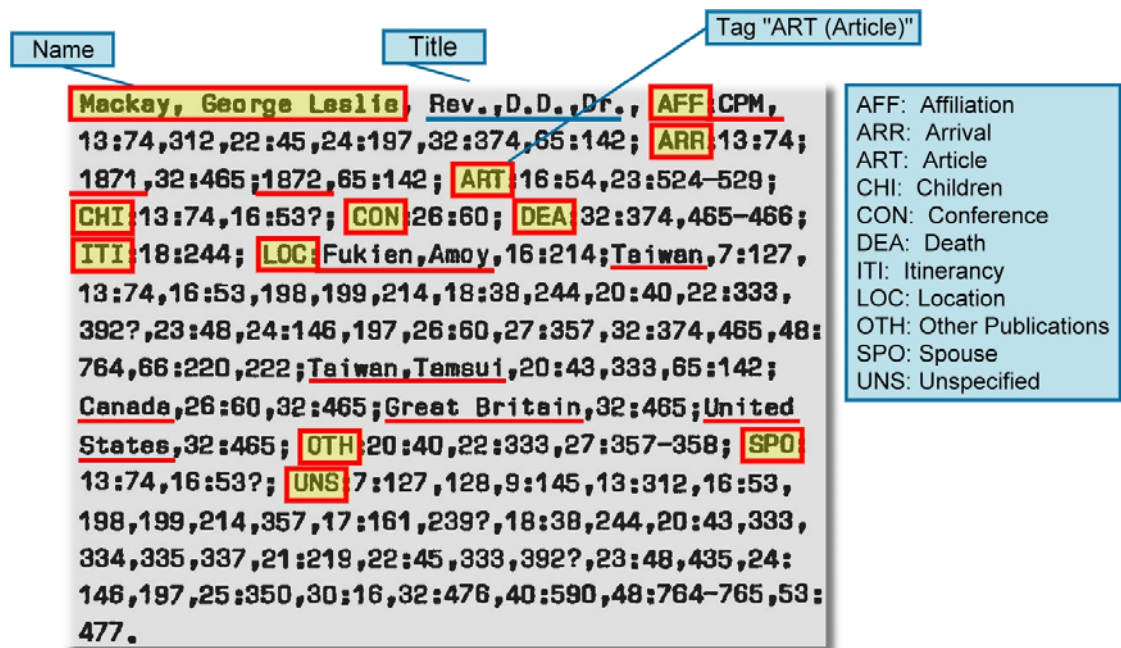 Tag "ART (Article)"
Name
Title
Mackay, George Leslie, Rev.,D.D.,Dr., AFF:CPM,
13:74,312,22:45,24:197,32:374,65:142; ARR:13:74;
1871,32:465;1872,65:142; ART:16:54,23:524-529;
CHI:13:74,16:53?; CON:26:60; DEA:32:374,465-466;
ITI:18:244; LOC:Fukien,Amoy,16:214;Taiwan,7:127,
13:74,16:53,198,199,214,18:38,244,20:40,22:333,
392?,23:48,24:146,197,26:60,27:357,32:374,465,48:
764,66:220,222;Taiwan,Tamsui,20:43,333,65:142;
Canada,26:60,32:465;Great Britain,32:465;United
States,32:465; OTH:20:40,22:333,27:357-358; SPO:
13:74,16:53?; UNS:7:127,128,9:145,13:312,16:53,
198,199,214,357,17:161,239?,18:38,244,20:43,333,
334,335,337,21:219,22:45,333,392?,23:48,435,24:
146,197,25:350,30:16,32:476,40:590,48:764-765,53:
477.
AFF: Affiliation
ARR: Arrival
ART: Article
CHI: Children
CON: Conference
DEA: Death
ITI: Itinerancy
LOC: Location
OTH: Other Publications
SPO: Spouse
UNS: Unspecified